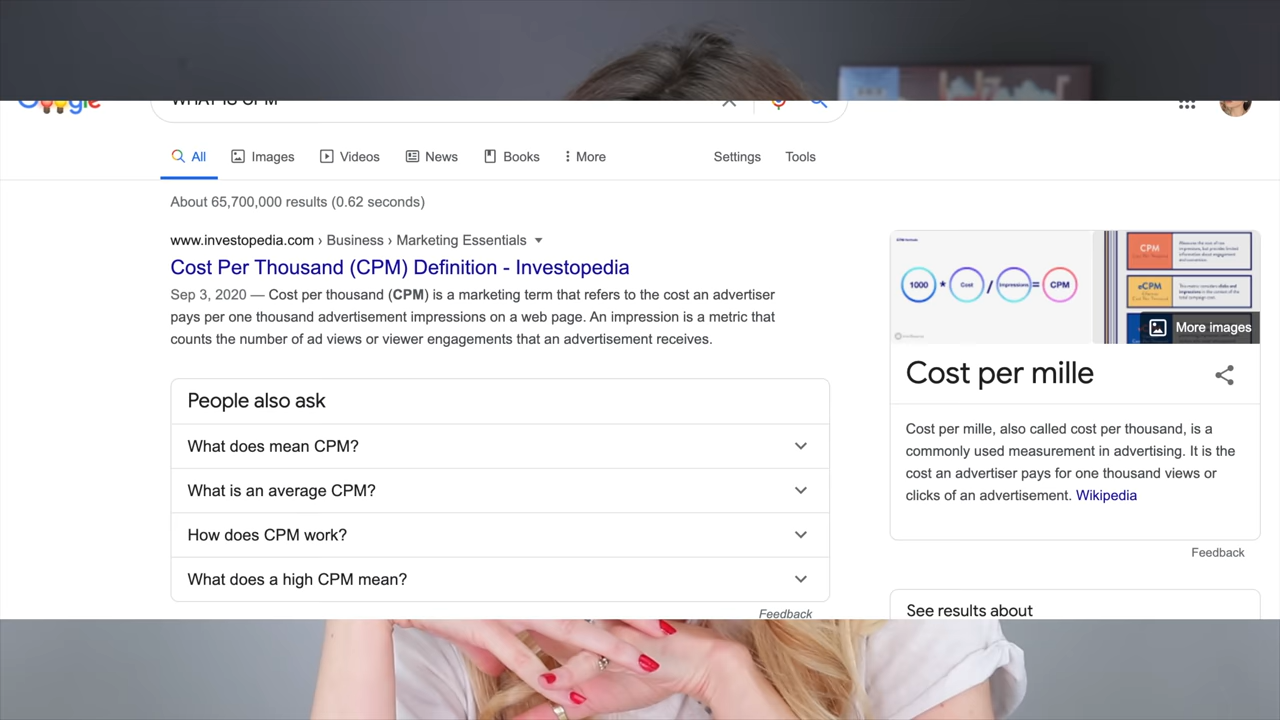 Google
WHAT IS CPM
All
Images
Videos
News
Books
More
Settings
Tools
About 65,700,000 results (0.62 seconds)
www.investopedia.com › Business › Marketing Essentials
Cost Per Thousand (CPM) Definition - Investopedia
Sep 3, 2020 — Cost per thousand (CPM) is a marketing term that refers to the cost an advertiser
pays per one thousand advertisement impressions on a web page. An impression is a metric that
counts the number of ad views or viewer engagements that an advertisement receives.
People also ask
What does mean CPM?
What is an average CPM?
How does CPM work?
What does a high CPM mean?
Feedback
1000 * Cost / Impressions = CPM
CPM
eCPM
More images
Cost per mille
Cost per mille, also called cost per thousand, is a
commonly used measurement in advertising. It is the
cost an advertiser pays for one thousand views or
clicks of an advertisement. Wikipedia
Feedback
See results about